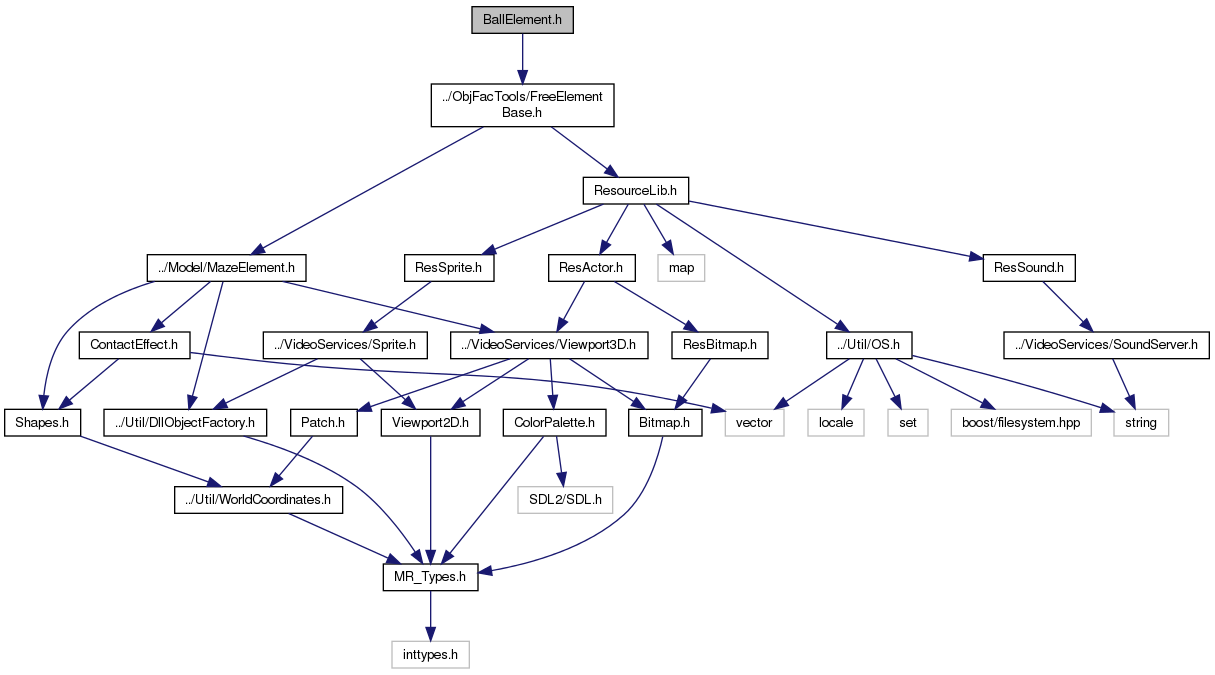 BallElement.h
../ObjFacTools/FreeElement
Base.h
ResourceLib.h
../Model/MazeElement.h
ResSprite.h
ResActor.h
map
ResSound.h
ContactEffect.h
../VideoServices/Sprite.h
../VideoServices/Viewport3D.h
ResBitmap.h
../Util/OS.h
../VideoServices/SoundServer.h
Shapes.h
../Util/DllObjectFactory.h
Patch.h
Viewport2D.h
ColorPalette.h
Bitmap.h
vector
locale
set
boost/filesystem.hpp
string
../Util/WorldCoordinates.h
SDL2/SDL.h
MR_Types.h
inttypes.h